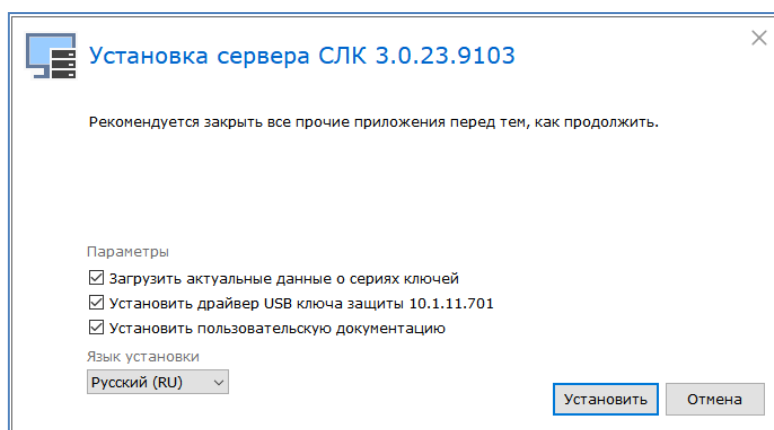 Установка сервера СЛК 3.0.23.9103
Рекомендуется закрыть все прочие приложения перед тем, как продолжить.
Параметры
Загрузить актуальные данные о сериях ключей
Установить драйвер USB ключа защиты 10.1.11.701
Установить пользовательскую документацию
Язык установки
Русский (RU)
Установить Отмена